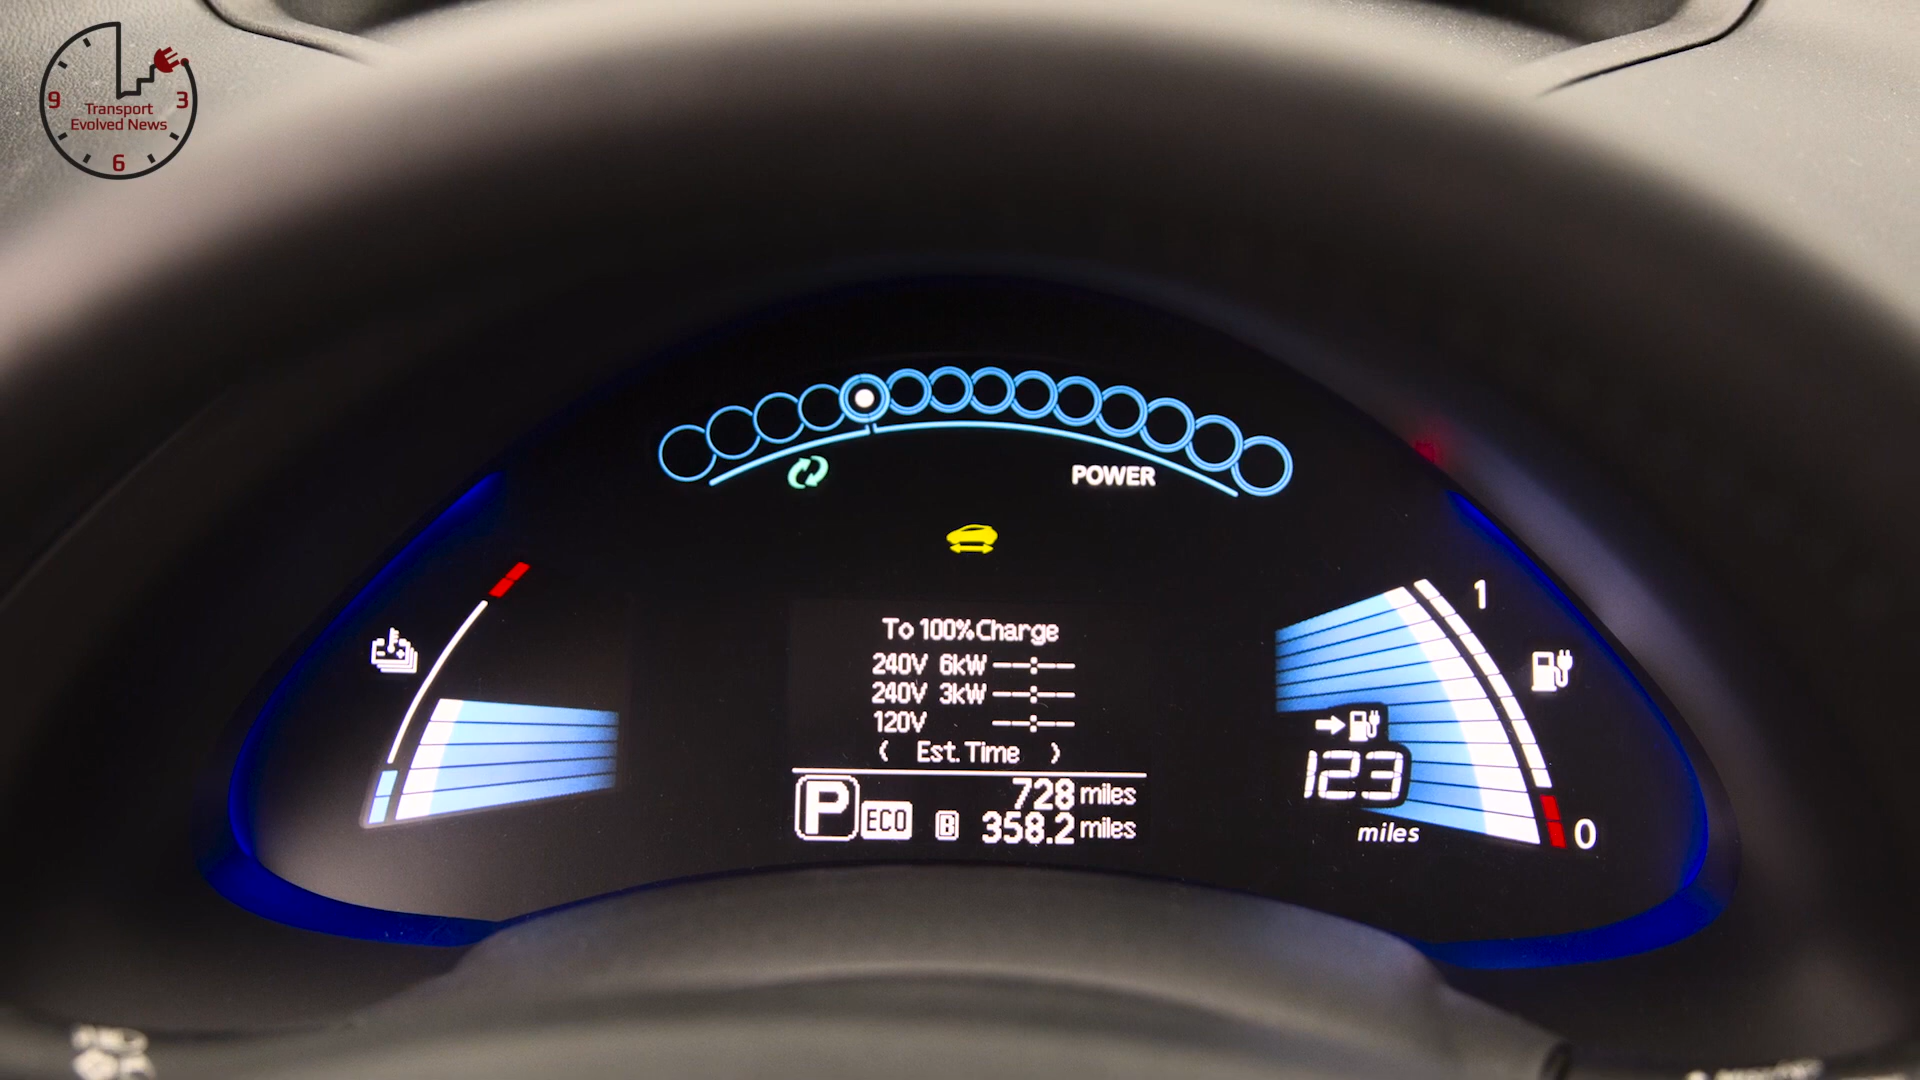 9
3
Transport
Evolved News
6
POWER
To 100% Charge
240V 6kW --:--
240V 3kW --:--
120V --:--
( Est. Time )
P ECO 728 miles
B 358.2 miles
1
123
miles
0